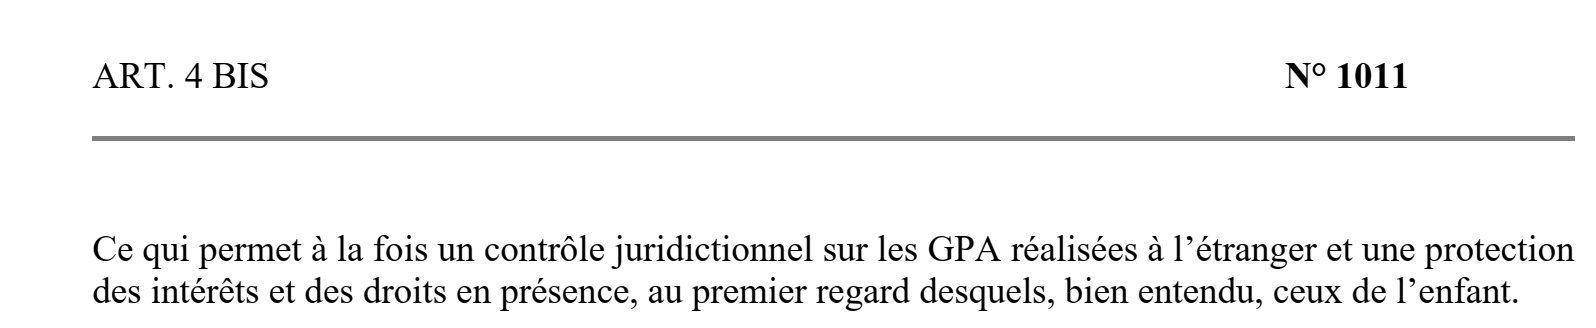 ART. 4 BIS N° 1011
Ce qui permet à la fois un contrôle juridictionnel sur les GPA réalisées à l’étranger et une protection
des intérêts et des droits en présence, au premier regard desquels, bien entendu, ceux de l’enfant.